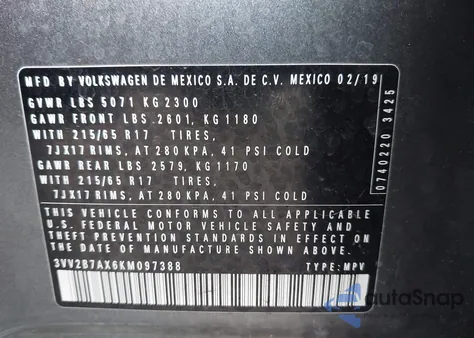 MFD BY VOLKSWAGEN DE MEXICO S.A. DE C.V. MEXICO 02/19
GVWR LBS 5071 KG 2300
GAWR FRONT LBS .2601, KG 1180
WITH 215/65 R17 TIRES,
7JX17 RIMS, AT 280 KPA, 41 PSI COLD
GAWR REAR LBS 2579, KG 1170
WITH 215/65 R17 TIRES,
7JX17 RIMS, AT 280 KPA, 41 PSI COLD
THIS VEHICLE CONFORMS TO ALL APPLICABLE
U.S. FEDERAL MOTOR VEHICLE SAFETY AND
THEFT PREVENTION STANDARDS IN EFFECT ON
THE DATE OF MANUFACTURE SHOWN ABOVE.
3VV2B7AX6KM097388 TYPE: MPV
0740220 3425
autoSnap